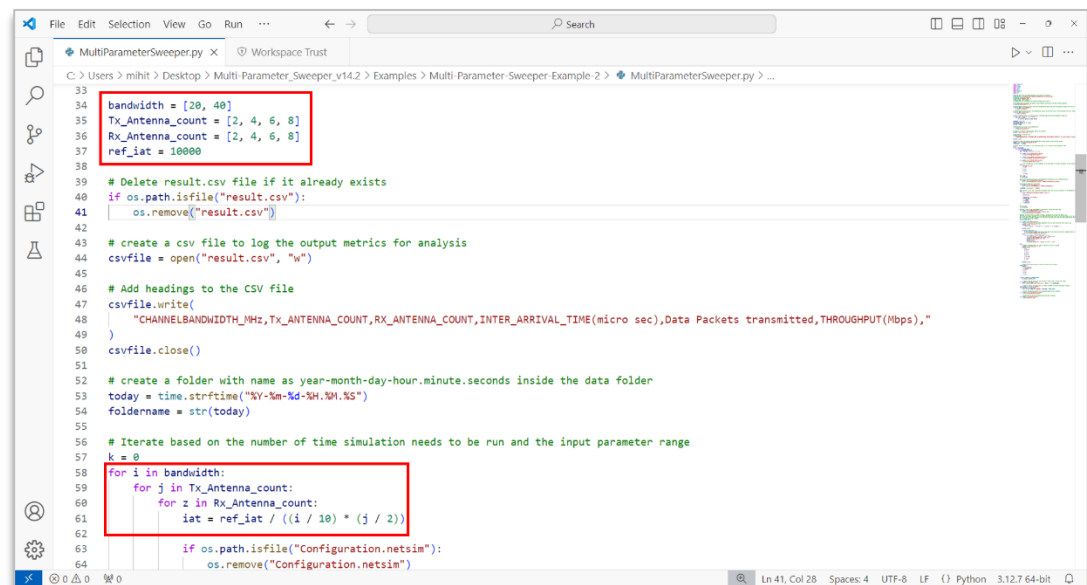 File Edit Selection View Go Run ... Search
MultiParameterSweeper.py Workspace Trust
C: > Users > mihit > Desktop > Multi-Parameter_Sweeper_v14.2 > Examples > Multi-Parameter-Sweeper-Example-2 > MultiParameterSweeper.py > ...
33
34 bandwidth = [20, 40]
35 Tx_Antenna_count = [2, 4, 6, 8]
36 Rx_Antenna_count = [2, 4, 6, 8]
37 ref_iat = 10000
38
39 # Delete result.csv file if it already exists
40 if os.path.isfile("result.csv"):
41     os.remove("result.csv")
42
43 # create a csv file to log the output metrics for analysis
44 csvfile = open("result.csv", "w")
45
46 # Add headings to the CSV file
47 csvfile.write(
48     "CHANNELBANDWIDTH_MHz,Tx_ANTENNA_COUNT,RX_ANTENNA_COUNT,INTER_ARRIVAL_TIME(micro sec),Data Packets transmitted,THROUGHPUT(Mbps),"
49 )
50 csvfile.close()
51
52 # create a folder with name as year-month-day-hour.minute.seconds inside the data folder
53 today = time.strftime("%Y-%m-%d-%H.%M.%S")
54 foldername = str(today)
55
56 # Iterate based on the number of time simulation needs to be run and the input parameter range
57 k = 0
58 for i in bandwidth:
59     for j in Tx_Antenna_count:
60         for z in Rx_Antenna_count:
61             iat = ref_iat / ((i / 10) * (j / 2))
62
63             if os.path.isfile("Configuration.netsim"):
64                 os.remove("Configuration.netsim")
0 0 0 Ln 41, Col 28 Spaces: 4 UTF-8 LF {} Python 3.12.7 64-bit